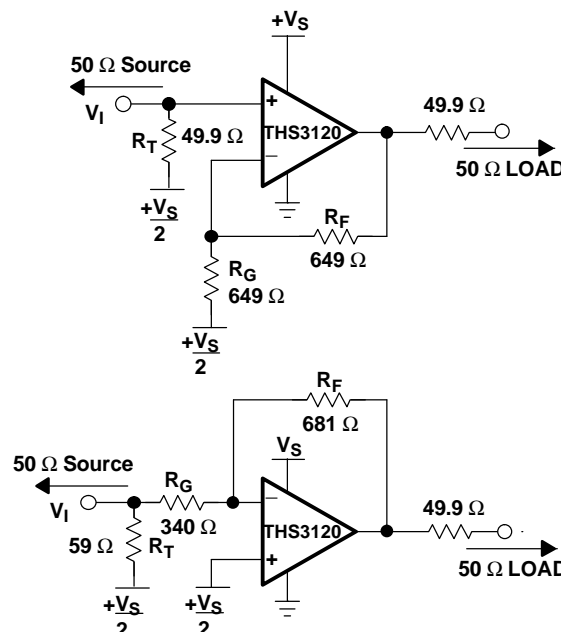 +VS
50 Ω Source
VI
+
THS3120
49.9 Ω
RT
49.9 Ω
−
50 Ω LOAD
+VS
2
RF
649 Ω
RG
649 Ω
+VS
2
RF
681 Ω
50 Ω Source
VS
RG
VI
340 Ω
−
THS3120
49.9 Ω
59 Ω
RT
+
50 Ω LOAD
+VS
2
+VS
2